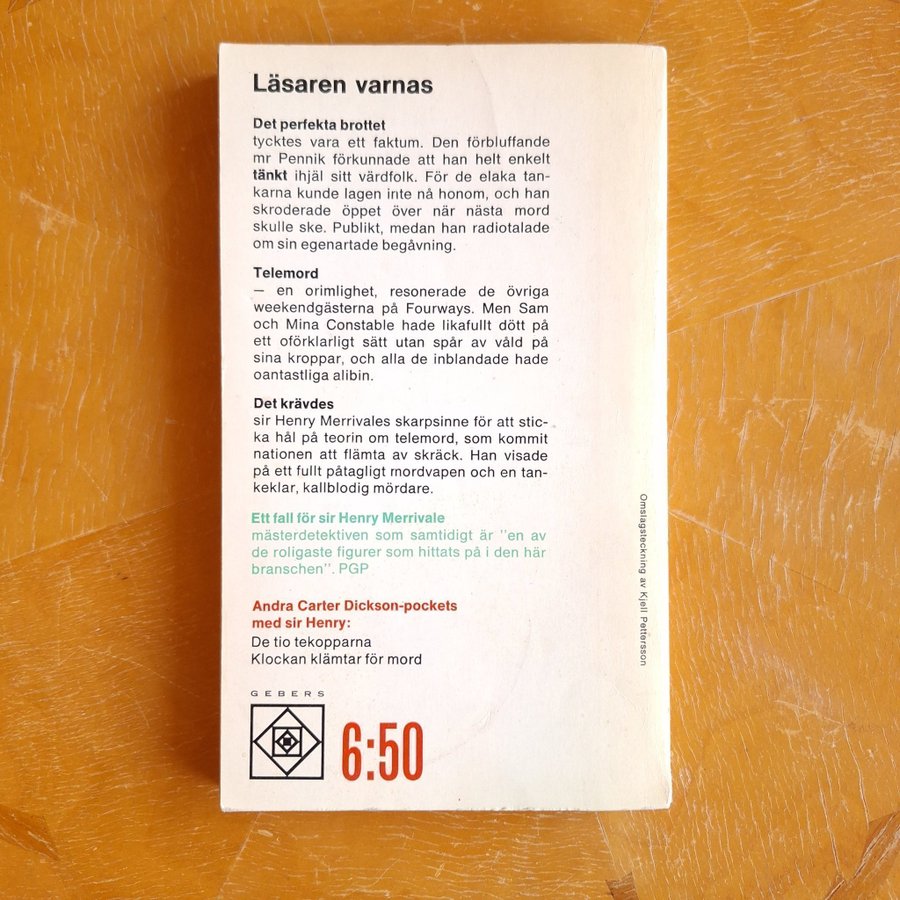 Läsaren varnas
Det perfekta brottet
tycktes vara ett faktum. Den förbluffande
mr Pennik förkunnade att han helt enkelt
tänkt ihjäl sitt värdfolk. För de elaka tan-
karna kunde lagen inte nå honom, och han
skroderade öppet över när nästa mord
skulle ske. Publikt, medan han radiotalade
om sin egenartade begåvning.
Telemord
— en orimlighet, resonerade de övriga
weekendgästerna på Fourways. Men Sam
och Mina Constable hade likafullt dött på
ett oförklarligt sätt utan spår av våld på
sina kroppar, och alla de inblandade hade
oantastliga alibin.
Det krävdes
sir Henry Merrivales skarpsinne för att stic-
ka hål på teorin om telemord, som kommit
nationen att flämta av skräck. Han visade
på ett fullt påtagligt mordvapen och en tan-
keklar, kallblodig mördare.
Ett fall för sir Henry Merrivale
mästerdetektiven som samtidigt är "en av
de roligaste figurer som hittats på i den här
branschen". PGP
Andra Carter Dickson-pockets
med sir Henry:
De tio tekopparna
Klockan klämtar för mord
GEBERS
6:50
Omslagsteckning av Kjell Pettersson